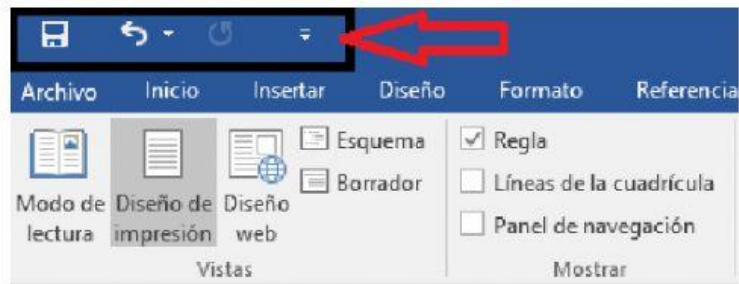 Archivo Inicio Insertar Diseño Formato Referencia
Modo de lectura
Diseño de impresión
Diseño web
Esquema
Borrador
Vistas
Regla
Líneas de la cuadrícula
Panel de navegación
Mostrar